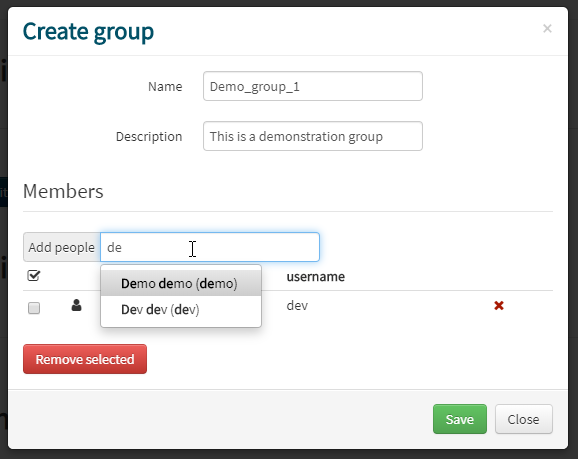 Create group
×
Name Demo_group_1
Description This is a demonstration group
Members
Add people de
username
Demo demo (demo)
Dev dev (dev)
dev
Remove selected
Save Close